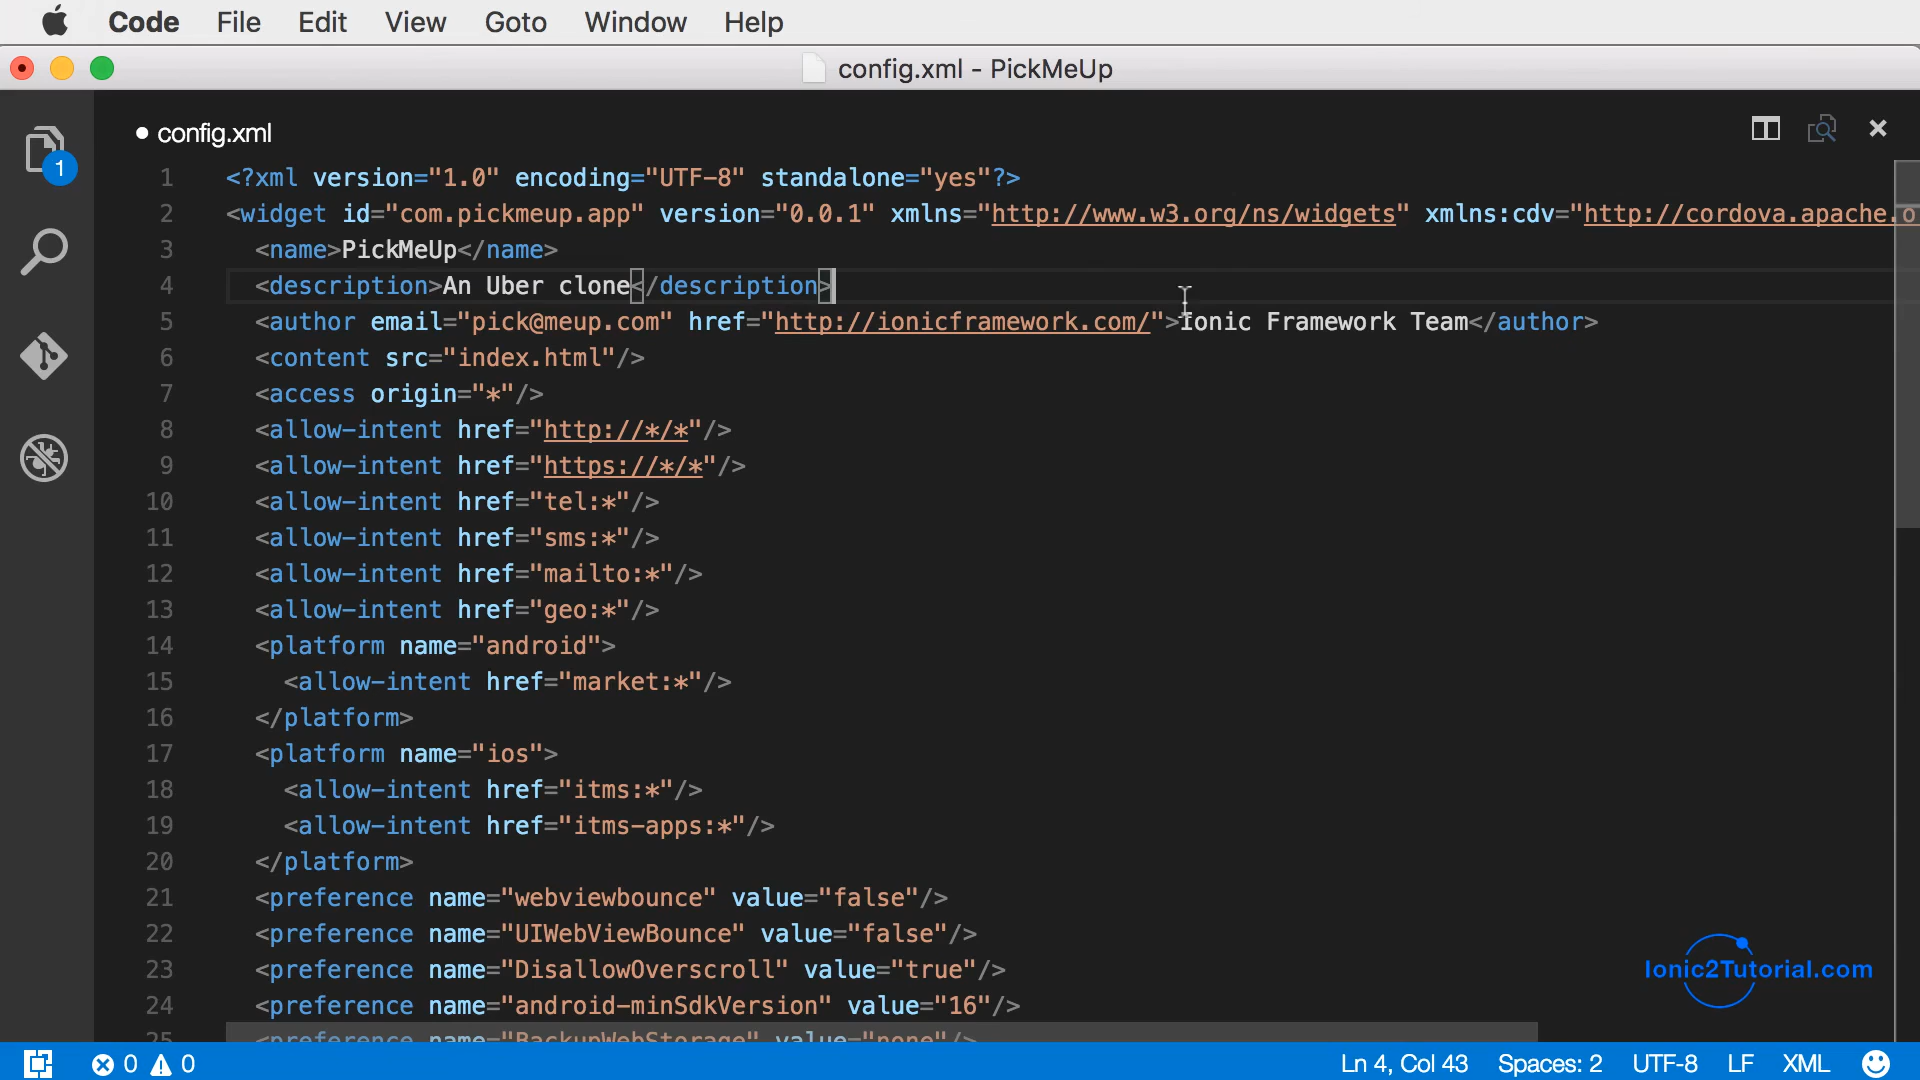 Code File Edit View Goto Window Help
config.xml - PickMeUp
config.xml
1
1 <?xml version="1.0" encoding="UTF-8" standalone="yes"?>
2 <widget id="com.pickmeup.app" version="0.0.1" xmlns="http://www.w3.org/ns/widgets" xmlns:cdv="http://cordova.apache.o
3 <name>PickMeUp</name>
4 <description>An Uber clone</description>
5 <author email="pick@meup.com" href="http://ionicframework.com/">Ionic Framework Team</author>
6 <content src="index.html"/>
7 <access origin="*"/>
8 <allow-intent href="http://*/*"/>
9 <allow-intent href="https://*/*"/>
10 <allow-intent href="tel:*"/>
11 <allow-intent href="sms:*"/>
12 <allow-intent href="mailto:*"/>
13 <allow-intent href="geo:*"/>
14 <platform name="android">
15 <allow-intent href="market:*"/>
16 </platform>
17 <platform name="ios">
18 <allow-intent href="itms:*"/>
19 <allow-intent href="itms-apps:*"/>
20 </platform>
21 <preference name="webviewbounce" value="false"/>
22 <preference name="UIWebViewBounce" value="false"/>
23 <preference name="DisallowOverscroll" value="true"/>
24 <preference name="android-minSdkVersion" value="16"/>
25 <preference name="BackupWebStorage" value="none"/>
Ionic2Tutorial.com
0 0 Ln 4, Col 43 Spaces: 2 UTF-8 LF XML